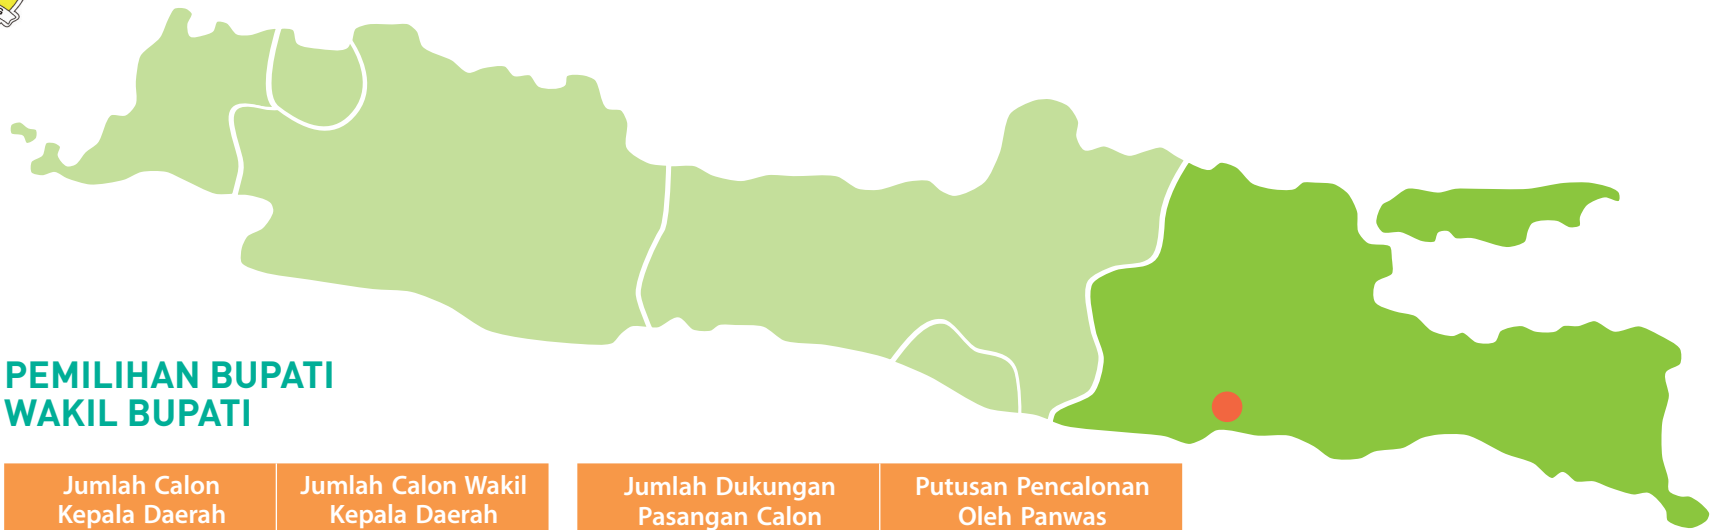 PEMILIHAN BUPATI
WAKIL BUPATI
Jumlah Calon
Kepala Daerah
Jumlah Calon Wakil
Kepala Daerah
Jumlah Dukungan
Pasangan Calon
Putusan Pencalonan
Oleh Panwas